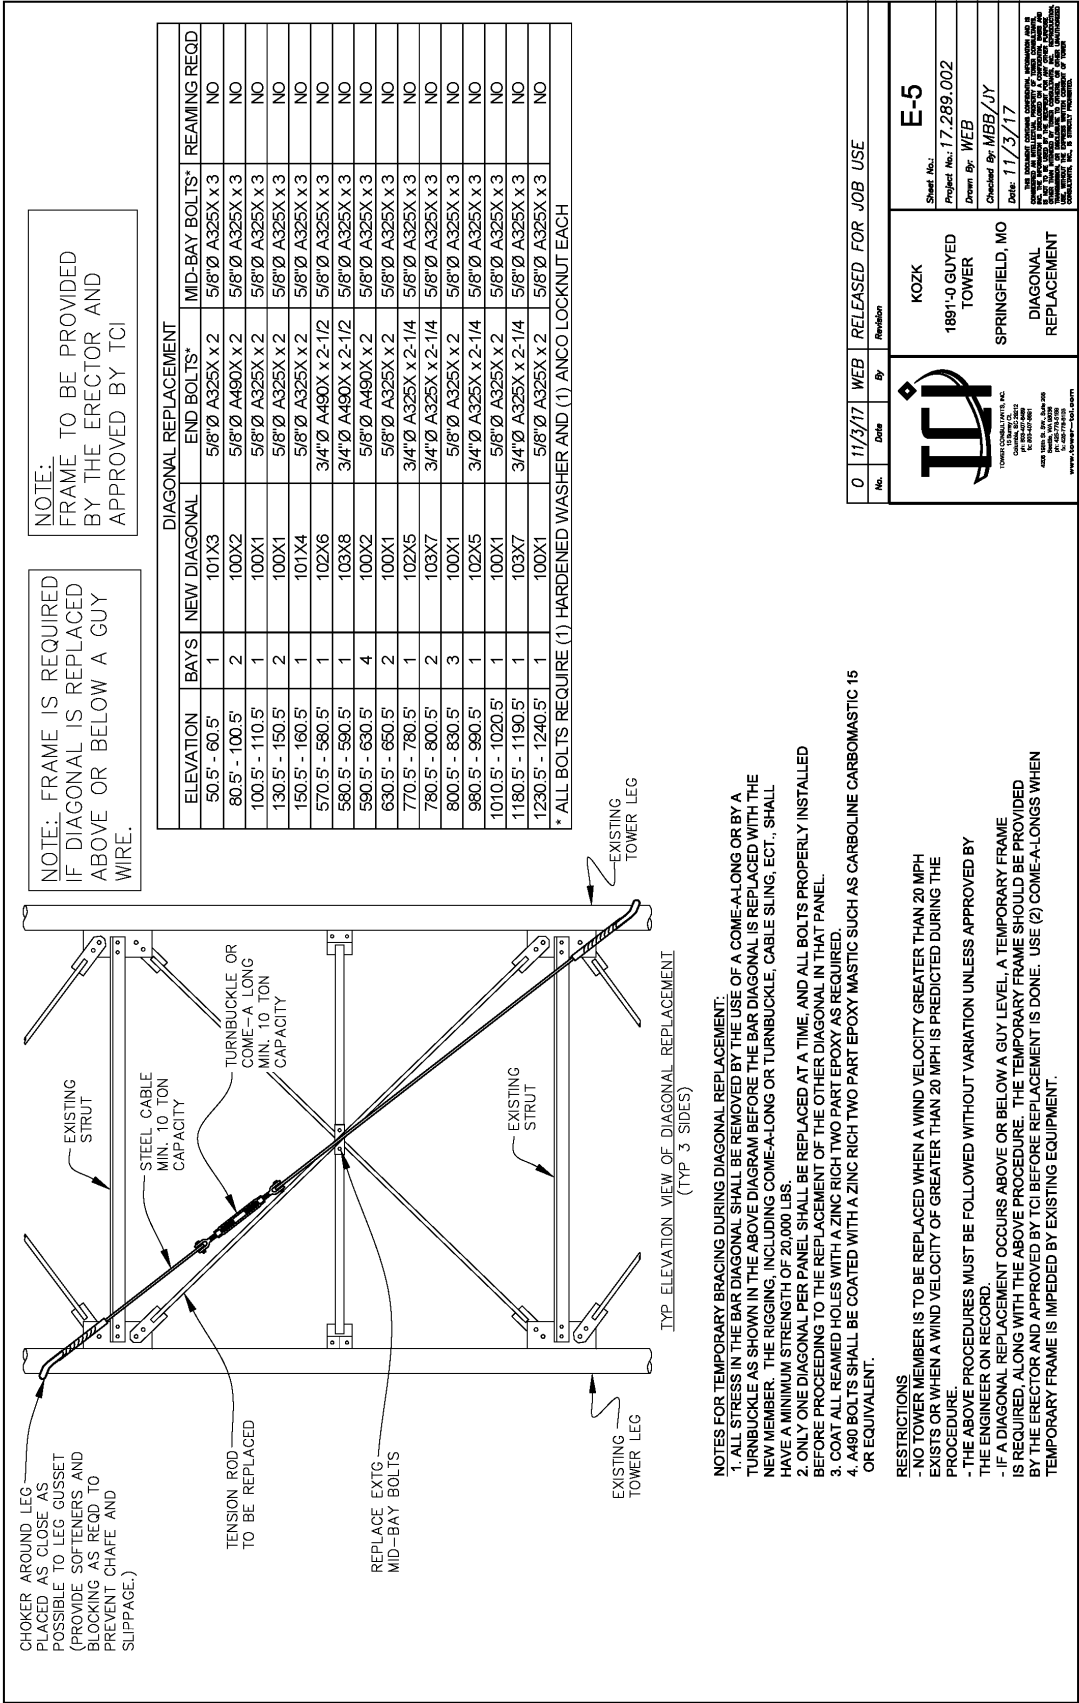 CHOKER AROUND LEG
PLACED AS CLOSE AS
POSSIBLE TO LEG GUSSET
(PROVIDE SOFTENERS AND
BLOCKING AS REQD TO
PREVENT CHAFE AND
SLIPPAGE.)
TENSION ROD
TO BE REPLACED
REPLACE EXTG
MID-BAY BOLTS
EXISTING
TOWER LEG
EXISTING
STRUT
STEEL CABLE
MIN. 10 TON
CAPACITY
TURNBUCKLE OR
COME-A LONG
MIN. 10 TON
CAPACITY
EXISTING
STRUT
EXISTING
TOWER LEG
TYP ELEVATION VIEW OF DIAGONAL REPLACEMENT
(TYP 3 SIDES)
NOTE: FRAME IS REQUIRED
IF DIAGONAL IS REPLACED
ABOVE OR BELOW A GUY
WIRE.
NOTE:
FRAME TO BE PROVIDED
BY THE ERECTOR AND
APPROVED BY TCI
DIAGONAL REPLACEMENT
ELEVATION BAYS NEW DIAGONAL END BOLTS* MID-BAY BOLTS* REAMING REQD
50.5' - 60.5' 1 101X3 5/8"Ø A325X x 2 5/8"Ø A325X x 3 NO
80.5' - 100.5' 2 100X2 5/8"Ø A490X x 2 5/8"Ø A325X x 3 NO
100.5' - 110.5' 1 100X1 5/8"Ø A325X x 2 5/8"Ø A325X x 3 NO
130.5' - 150.5' 2 100X1 5/8"Ø A325X x 2 5/8"Ø A325X x 3 NO
150.5' - 160.5' 1 101X4 5/8"Ø A325X x 2 5/8"Ø A325X x 3 NO
570.5' - 580.5' 1 102X6 3/4"Ø A490X x 2-1/2 5/8"Ø A325X x 3 NO
580.5' - 590.5' 1 103X8 3/4"Ø A490X x 2-1/2 5/8"Ø A325X x 3 NO
590.5' - 630.5' 4 100X2 5/8"Ø A490X x 2 5/8"Ø A325X x 3 NO
630.5' - 650.5' 2 100X1 5/8"Ø A325X x 2 5/8"Ø A325X x 3 NO
770.5' - 780.5' 1 102X5 3/4"Ø A325X x 2-1/4 5/8"Ø A325X x 3 NO
780.5' - 800.5' 2 103X7 3/4"Ø A325X x 2-1/4 5/8"Ø A325X x 3 NO
800.5' - 830.5' 3 100X1 5/8"Ø A325X x 2 5/8"Ø A325X x 3 NO
980.5' - 990.5' 1 102X5 3/4"Ø A325X x 2-1/4 5/8"Ø A325X x 3 NO
1010.5' - 1020.5' 1 100X1 5/8"Ø A325X x 2 5/8"Ø A325X x 3 NO
1180.5' - 1190.5' 1 103X7 3/4"Ø A325X x 2-1/4 5/8"Ø A325X x 3 NO
1230.5' - 1240.5' 1 100X1 5/8"Ø A325X x 2 5/8"Ø A325X x 3 NO
* ALL BOLTS REQUIRE (1) HARDENED WASHER AND (1) ANCO LOCKNUT EACH
NOTES FOR TEMPORARY BRACING DURING DIAGONAL REPLACEMENT:
1. ALL STRESS IN THE BAR DIAGONAL SHALL BE REMOVED BY THE USE OF A COME-A-LONG OR BY A
TURNBUCKLE AS SHOWN IN THE ABOVE DIAGRAM BEFORE THE BAR DIAGONAL IS REPLACED WITH THE
NEW MEMBER. THE RIGGING, INCLUDING COME-A-LONG OR TURNBUCKLE, CABLE SLING, ECT., SHALL
HAVE A MINIMUM STRENGTH OF 20,000 LBS.
2. ONLY ONE DIAGONAL PER PANEL SHALL BE REPLACED AT A TIME, AND ALL BOLTS PROPERLY INSTALLED
BEFORE PROCEEDING TO THE REPLACEMENT OF THE OTHER DIAGONAL IN THAT PANEL.
3. COAT ALL REAMED HOLES WITH A ZINC RICH TWO PART EPOXY AS REQUIRED.
4. A490 BOLTS SHALL BE COATED WITH A ZINC RICH TWO PART EPOXY MASTIC SUCH AS CARBOLINE CARBOMASTIC 15
OR EQUIVALENT.
RESTRICTIONS
- NO TOWER MEMBER IS TO BE REPLACED WHEN A WIND VELOCITY GREATER THAN 20 MPH
EXISTS OR WHEN A WIND VELOCITY OF GREATER THAN 20 MPH IS PREDICTED DURING THE
PROCEDURE.
- THE ABOVE PROCEDURES MUST BE FOLLOWED WITHOUT VARIATION UNLESS APPROVED BY
THE ENGINEER ON RECORD.
- IF A DIAGONAL REPLACEMENT OCCURS ABOVE OR BELOW A GUY LEVEL, A TEMPORARY FRAME
IS REQUIRED, ALONG WITH THE ABOVE PROCEDURE. THE TEMPORARY FRAME SHOULD BE PROVIDED
BY THE ERECTOR AND APPROVED BY TCI BEFORE REPLACEMENT IS DONE. USE (2) COME-A-LONGS WHEN
TEMPORARY FRAME IS IMPEDED BY EXISTING EQUIPMENT.
0 11/3/17 WEB RELEASED FOR JOB USE
No. Date By Revision
TCI
TOWER CONSULTANTS, INC.
www.tower-tci.com
KOZK
1891-0 GUYED
TOWER
SPRINGFIELD, MO
DIAGONAL
REPLACEMENT
Sheet No.: E-5
Project No.: 17.289.002
Drawn By: WEB
Checked By: MBB/JY
Date: 11/3/17